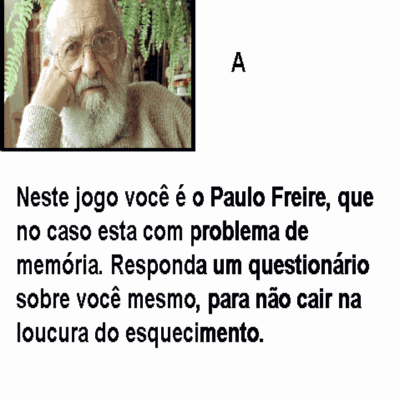 A
Neste jogo você é o Paulo Freire, que
no caso esta com problema de
memória. Responda um questionário
sobre você mesmo, para não cair na
loucura do esquecimento.